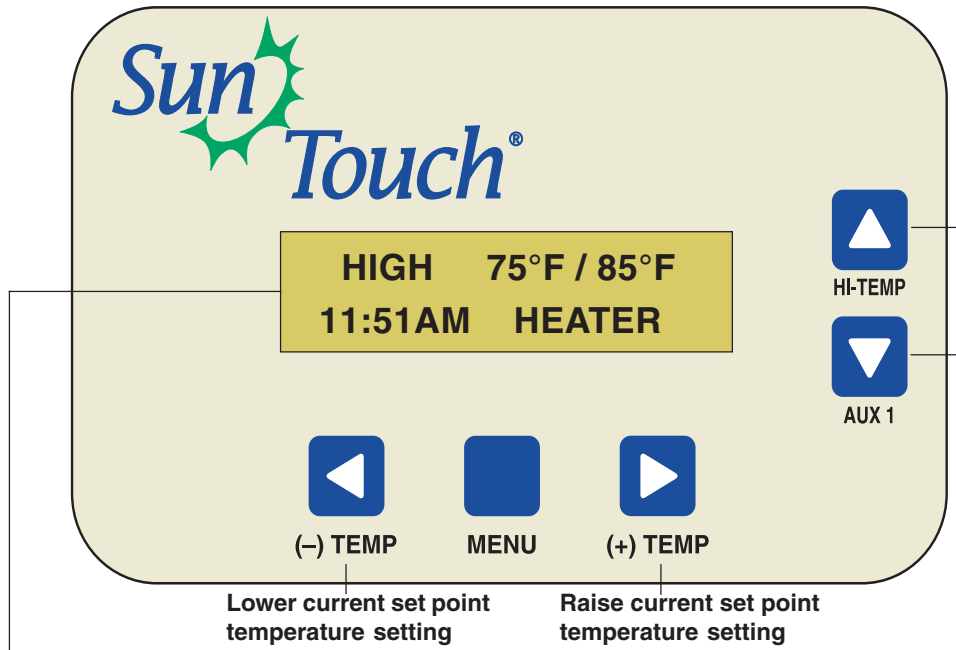 Sun
Touch®
HIGH 75°F / 85°F
11:51AM HEATER
HI-TEMP
AUX 1
(–) TEMP MENU (+) TEMP
Lower current set point
temperature setting
Raise current set point
temperature setting